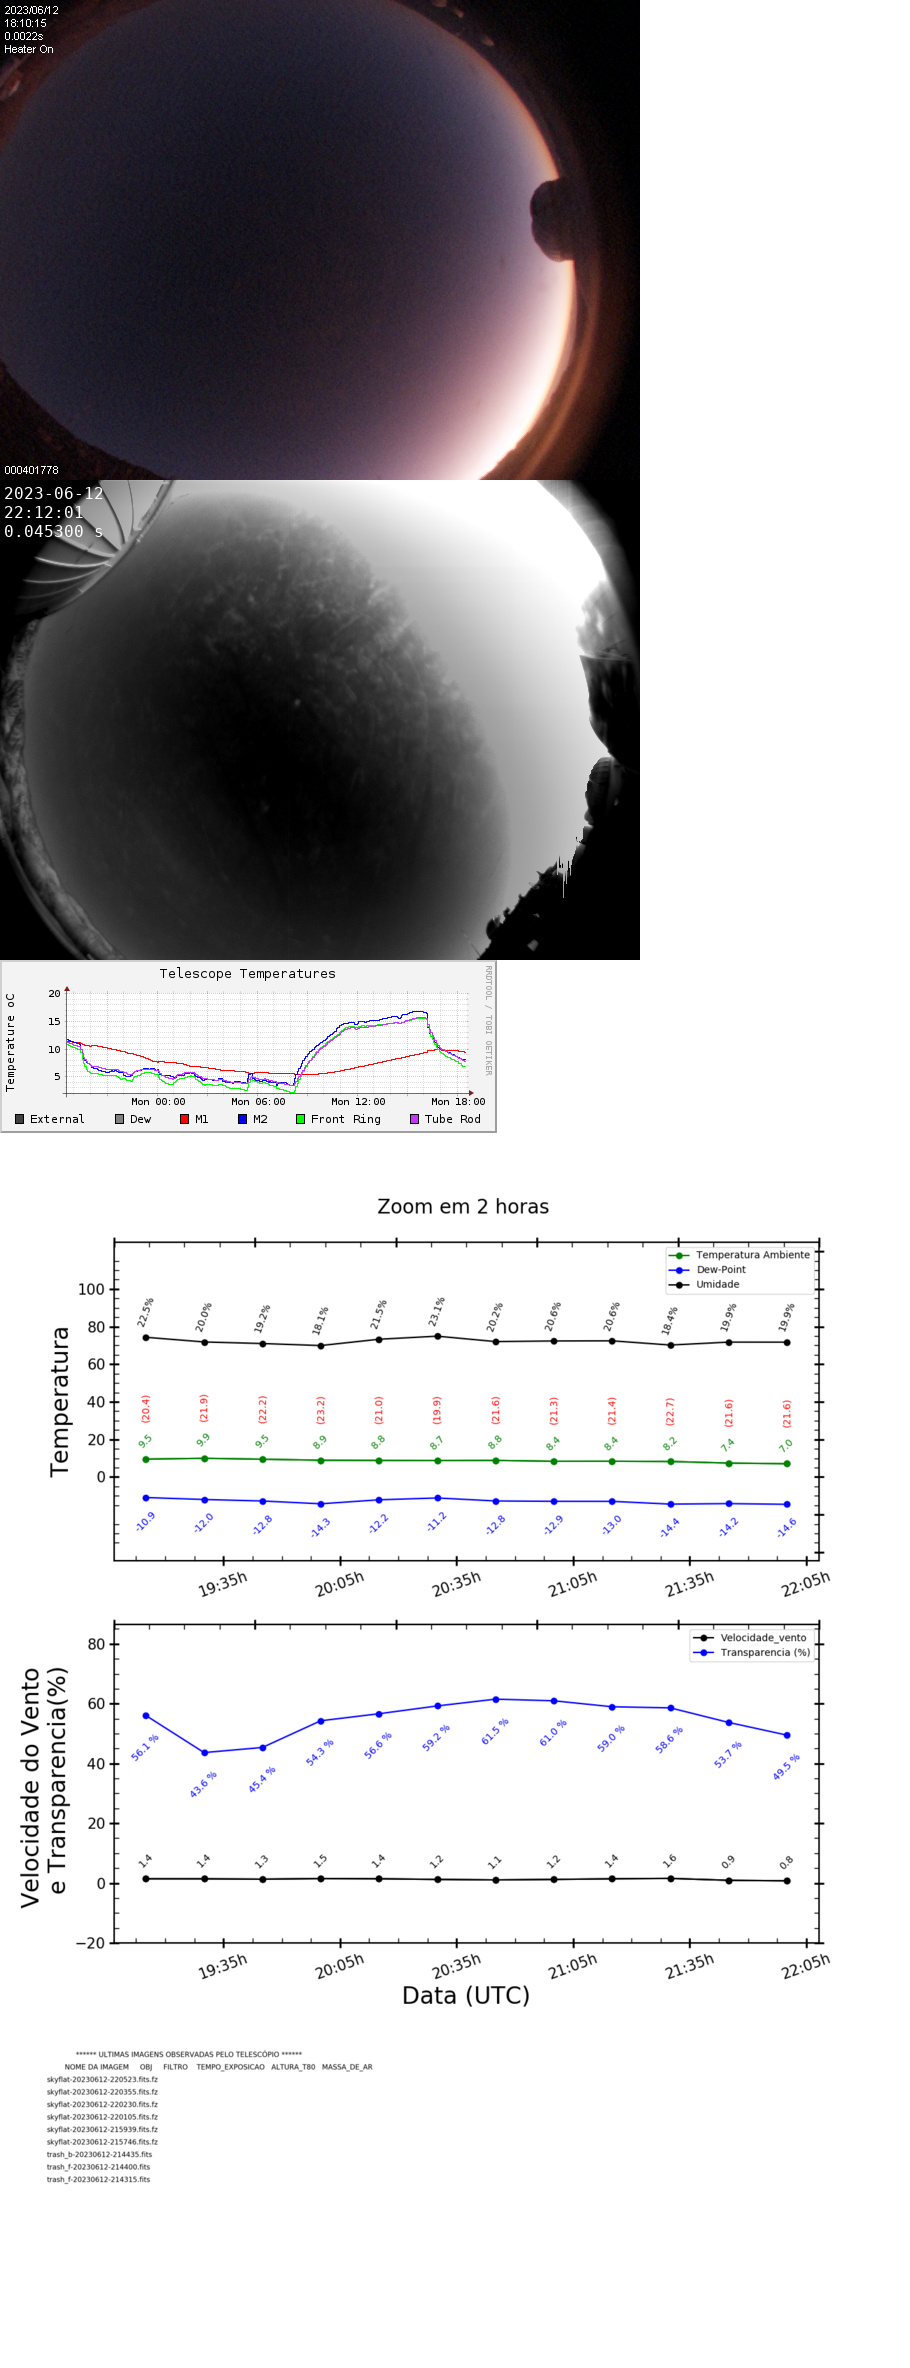 2023/06/12
18:10:15
0.0022s
Heater On
000401778
2023-06-12
22:12:01
0.045300 s
Telescope Temperatures
RRDTOOL / TOBI OETIKER
Temperature oC
20
15
10
5
Mon 00:00 Mon 06:00 Mon 12:00 Mon 18:00
External Dew M1 M2 Front Ring Tube Rod
Zoom em 2 horas
Temperatura Ambiente
Dew-Point
Umidade
Temperatura
100
80
60
40
20
0
22.5% 20.0% 19.2% 18.1% 21.5% 23.1% 20.2% 20.6% 20.6% 18.4% 19.9% 19.9%
(20.4) (21.9) (22.2) (23.2) (21.0) (19.9) (21.6) (21.3) (21.4) (22.7) (21.6) (21.6)
9.5 9.9 9.5 8.9 8.8 8.7 8.8 8.4 8.4 8.2 7.4 7.0
-10.9 -12.0 -12.8 -14.3 -12.2 -11.2 -12.8 -12.9 -13.0 -14.4 -14.2 -14.6
19:35h 20:05h 20:35h 21:05h 21:35h 22:05h
Velocidade_vento
Transparencia (%)
Velocidade do Vento
e Transparencia(%)
80
60
40
20
0
−20
56.1 % 43.6 % 45.4 % 54.3 % 56.6 % 59.2 % 61.5 % 61.0 % 59.0 % 58.6 % 53.7 % 49.5 %
1.4 1.4 1.3 1.5 1.4 1.2 1.1 1.2 1.4 1.6 0.9 0.8
19:35h 20:05h 20:35h 21:05h 21:35h 22:05h
Data (UTC)
****** ULTIMAS IMAGENS OBSERVADAS PELO TELESCÓPIO ******
NOME DA IMAGEM OBJ FILTRO TEMPO_EXPOSICAO ALTURA_T80 MASSA_DE_AR
skyflat-20230612-220523.fits.fz
skyflat-20230612-220355.fits.fz
skyflat-20230612-220230.fits.fz
skyflat-20230612-220105.fits.fz
skyflat-20230612-215939.fits.fz
skyflat-20230612-215746.fits.fz
trash_b-20230612-214435.fits
trash_f-20230612-214400.fits
trash_f-20230612-214315.fits